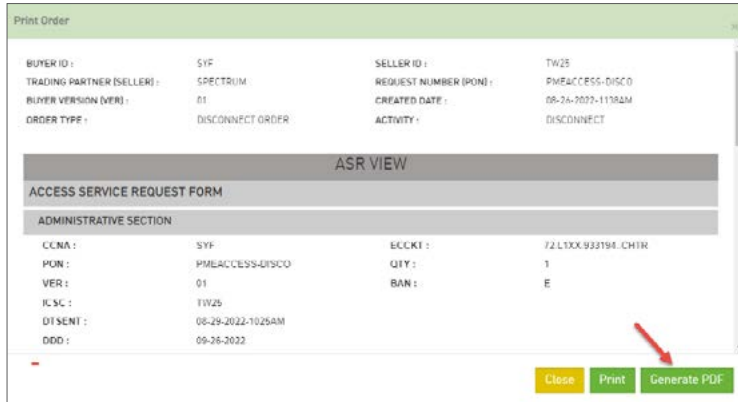 Print Order
BUYER ID : SYF SELLER ID : TW25
TRADING PARTNER [SELLER] : SPECTRUM REQUEST NUMBER [PON] : PMEACCESS-DISCO
BUYER VERSION [VER] : 01 CREATED DATE : 08-26-2022-1138AM
ORDER TYPE : DISCONNECT ORDER ACTIVITY : DISCONNECT
ASR VIEW
ACCESS SERVICE REQUEST FORM
ADMINISTRATIVE SECTION
CCNA : SYF ECCKT : 72.L1XX.933194..CHTR
PON : PMEACCESS-DISCO QTY : 1
VER : 01 BAN : E
ICSC : TW25
DTSENT : 08-29-2022-1025AM
DDD : 09-26-2022
Close Print Generate PDF